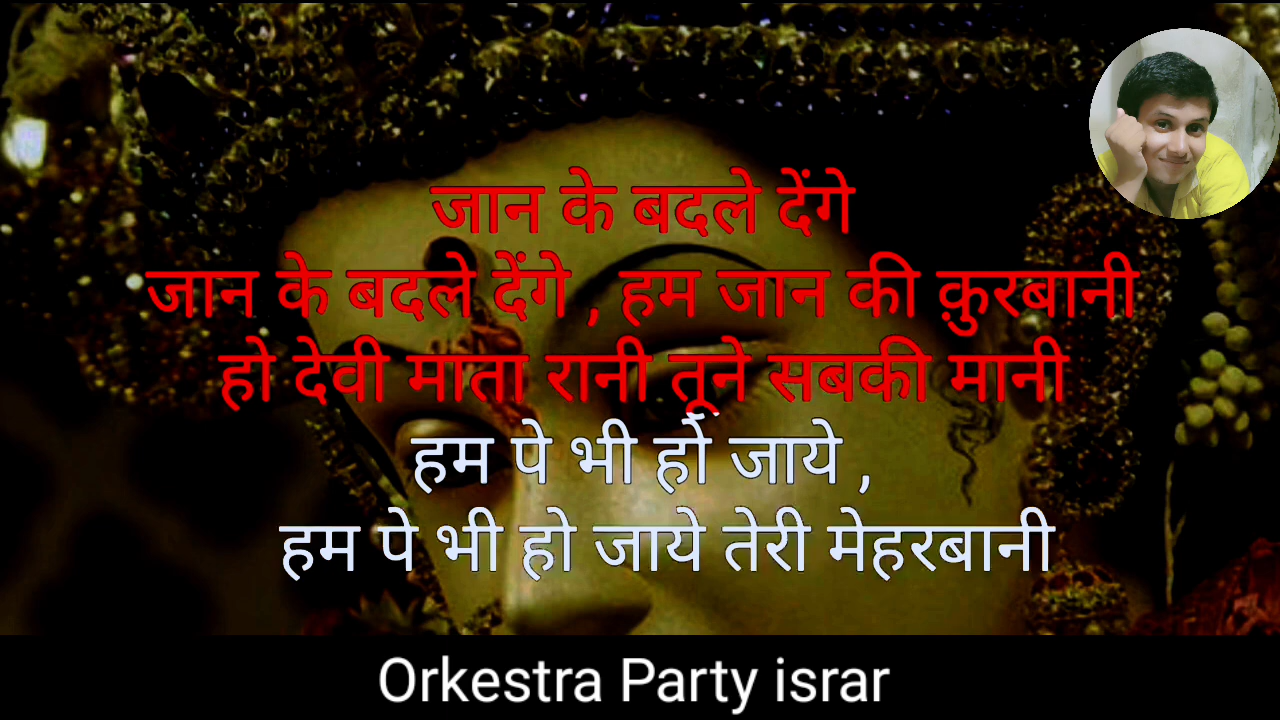 जान के बदले देंगे
जान के बदले देंगे , हम जान की क़ुरबानी
हो देवी माता रानी तूने सबकी मानी
हम पे भी हो जाये ,
हम पे भी हो जाये तेरी मेहरबानी
Orkestra Party israr